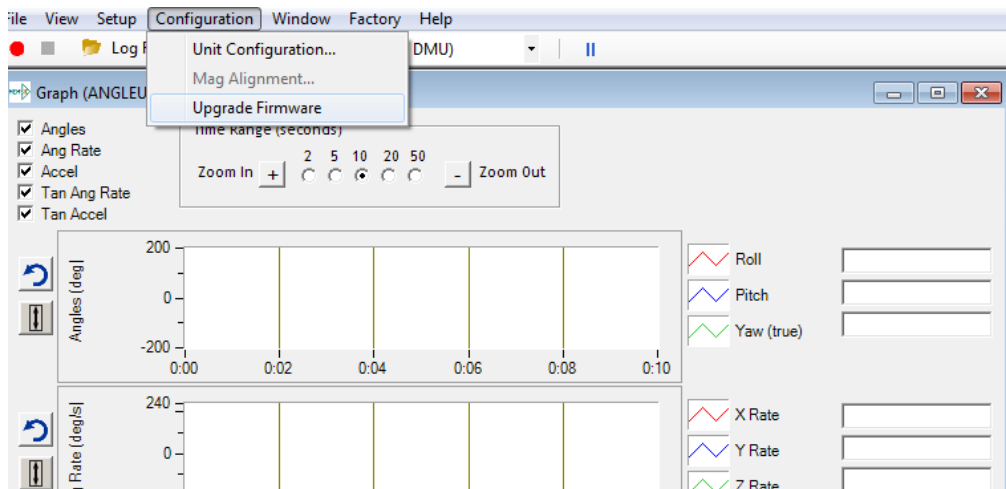 File View Setup Configuration Window Factory Help
Log F
Unit Configuration...
DMU)
Mag Alignment...
Graph (ANGLEU
Upgrade Firmware
Time Range (seconds)
Angles
Ang Rate
Accel
Tan Ang Rate
Tan Accel
2 5 10 20 50
Zoom In + - Zoom Out
200
0
-200
Angles (deg)
0:00 0:02 0:04 0:06 0:08 0:10
Roll
Pitch
Yaw (true)
240
0
Rate (deg/s)
X Rate
Y Rate
Z Rate